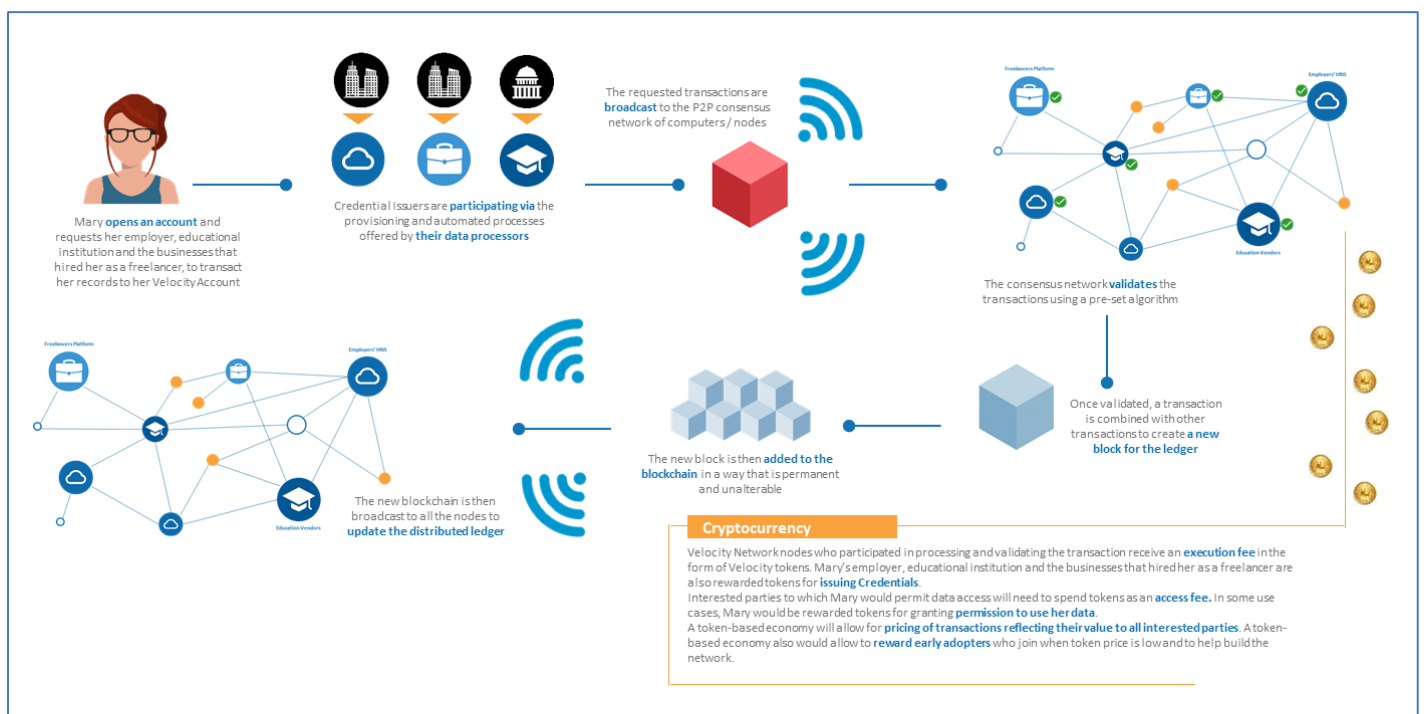 Mary opens an account and
requests her employer, educational
institution and the businesses that
hired her as a freelancer, to transact
her records to her Velocity Account
Credential Issuers are participating via the
provisioning and automated processes
offered by their data processors
The requested transactions are
broadcast to the P2P consensus
network of computers / nodes
Freelancers Platform
Employers' HRIS
Education Vendors
The consensus network validates the
transactions using a pre-set algorithm
Once validated, a transaction
is combined with other
transactions to create a new
block for the ledger
The new block is then added to the
blockchain in a way that is permanent
and unalterable
Freelancers Platform
Employers' HRIS
Education Vendors
The new blockchain is then
broadcast to all the nodes to
update the distributed ledger
Cryptocurrency
Velocity Network nodes who participated in processing and validating the transaction receive an execution fee in the
form of Velocity tokens. Mary's employer, educational institution and the businesses that hired her as a freelancer are
also rewarded tokens for issuing Credentials.
Interested parties to which Mary would permit data access will need to spend tokens as an access fee. In some use
cases, Mary would be rewarded tokens for granting permission to use her data.
A token-based economy will allow for pricing of transactions reflecting their value to all interested parties. A token-
based economy also would allow to reward early adopters who join when token price is low and to help build the
network.